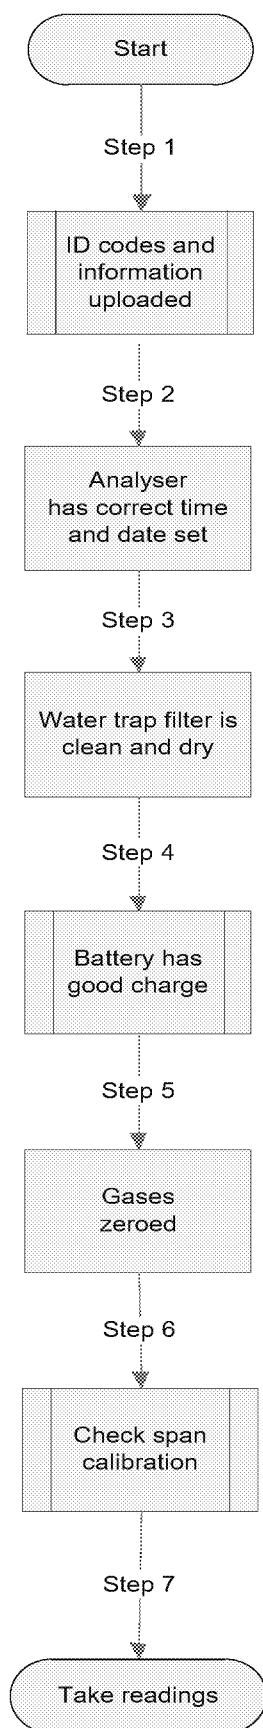 Start
Step 1
ID codes and
information
uploaded
Step 2
Analyser
has correct time
and date set
Step 3
Water trap filter is
clean and dry
Step 4
Battery has
good charge
Step 5
Gases
zeroed
Step 6
Check span
calibration
Step 7
Take readings